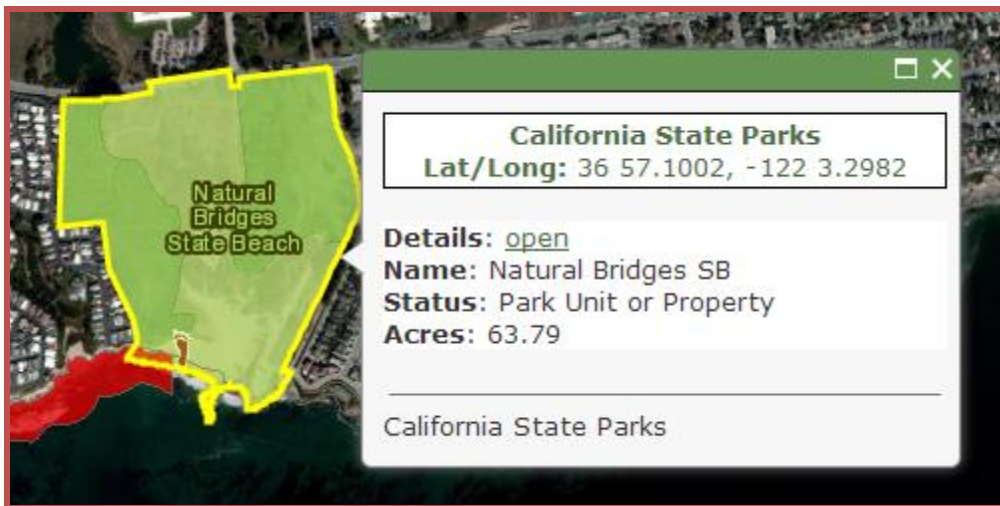 Natural
Bridges
State Beach
California State Parks
Lat/Long: 36 57.1002, -122 3.2982
Details: open
Name: Natural Bridges SB
Status: Park Unit or Property
Acres: 63.79
California State Parks